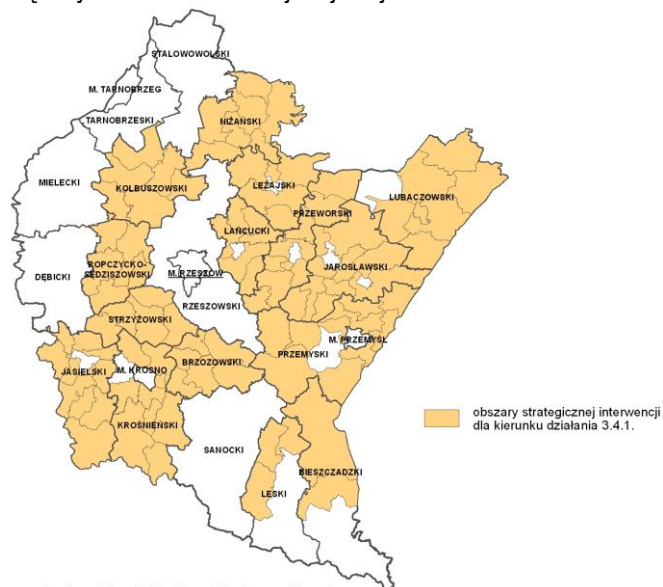 STALOWOWOLSKI
M. TARNOBRZEG
TARNOBRZESKI
NIŻAŃSKI
MIELECKI
KOLBUSZOWSKI
LEŻAJSKI
LUBACZOWSKI
PRZEWORSKI
ŁAŃCUCKI
ROPCZYCKO-
SĘDZISZOWSKI
DĘBICKI
M. RZESZÓW
JAROSŁAWSKI
RZESZOWSKI
STRZYŻOWSKI
M. PRZEMYŚL
PRZEMYSKI
BRZOZOWSKI
JASIELSKI
M. KROSNO
KROŚNIEŃSKI
obszary strategicznej interwencji
dla kierunku działania 3.4.1.
SANOCKI
BIESZCZADZKI
LESKI